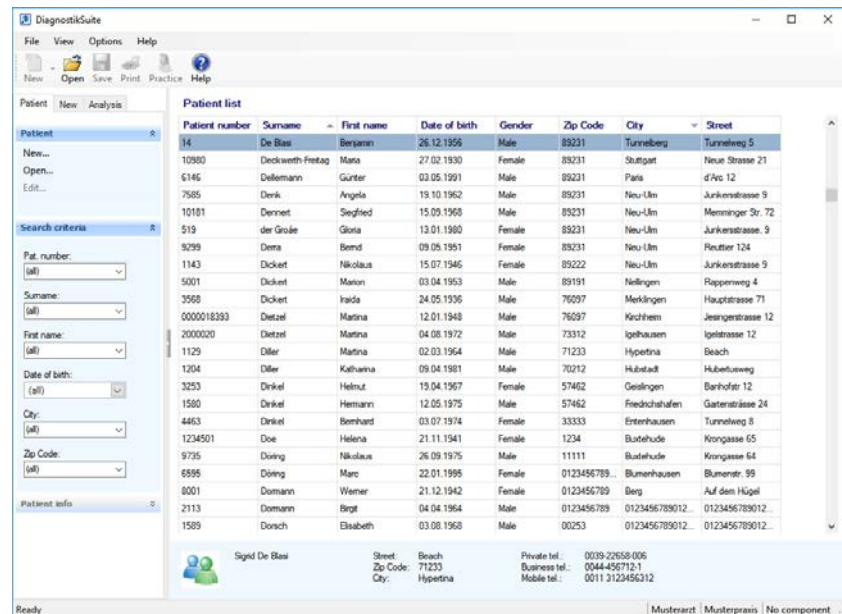 DiagnostikSuite
File View Options Help
New Open Save Print Practice Help
Patient New Analysis
Patient
New...
Open...
Edit...
Search criteria
Pat. number:
(all)
Surname:
(all)
First name:
(all)
Date of birth:
(all)
City:
(all)
Zip Code:
(all)
Patient info
Patient list
Patient number Surname First name Date of birth Gender Zip Code City Street
14 De Blasi Benjamin 26.12.1956 Male 89231 Tunnelberg Tunnelweg 5
10980 Deckwerth-Freitag Maria 27.02.1930 Female 89231 Stuttgart Neue Strasse 21
6146 Dellemann Günter 03.05.1991 Male 89231 Paris d'Arc 12
7585 Denk Angela 19.10.1962 Male 89231 Neu-Ulm Junkersstrasse 9
10181 Dennert Siegfried 15.09.1968 Male 89231 Neu-Ulm Memminger Str. 72
519 der Groáe Gloria 13.01.1980 Female 89231 Neu-Ulm Junkersstrasse. 9
9299 Derra Bernd 09.05.1951 Female 89231 Neu-Ulm Reuttier 124
1143 Dickert Nikolaus 15.07.1946 Female 89222 Neu-Ulm Junkersstrasse 9
5001 Dickert Marion 03.04.1953 Male 89191 Nellingen Rappenweg 4
3568 Dickert Iraida 24.05.1936 Male 76097 Merklingen Hauptstrasse 71
0000018393 Dietzel Martina 12.01.1948 Male 76097 Kirchheim Jesingerstrasse 12
2000020 Dietzel Martina 04.08.1972 Male 73312 Igelhausen Igelstrasse 12
1129 Diller Martina 02.03.1964 Male 71233 Hypertina Beach
1204 Diller Katharina 09.04.1981 Male 70212 Hubstadt Hubertusweg
3253 Dinkel Helmut 19.04.1967 Female 57462 Geislingen Banhofstr 12
1580 Dinkel Hermann 12.05.1975 Male 57462 Friedrichshafen Gartensträsse 24
4463 Dinkel Bernhard 03.07.1974 Female 33333 Entenhausen Tunnelweg 8
1234501 Doe Helena 21.11.1941 Female 1234 Buxtehude Krongasse 65
9735 Döring Nikolaus 26.09.1975 Male 11111 Buxtehude Krongasse 64
6595 Döring Marc 22.01.1995 Female 0123456789... Blumenhausen Blumenstr. 99
8001 Dormann Werner 21.12.1942 Female 0123456789 Berg Auf dem Hügel
2113 Dormann Birgit 04.04.1964 Male 0123456789 0123456789012... 0123456789012...
1589 Dorsch Elisabeth 03.08.1968 Male 00253 0123456789012... 0123456789012...
Sigrid De Blasi Street: Beach Private tel.: 0039-22658-006
Zip Code: 71233 Business tel.: 0044-456712-1
City: Hypertina Mobile tel.: 0011 3123456312
Ready Musterarzt Musterpraxis No component